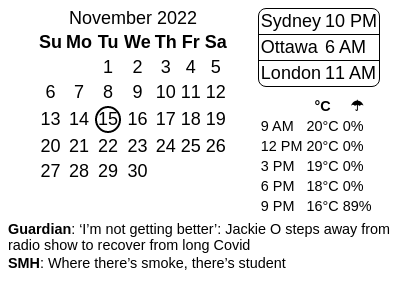 November 2022
Su Mo Tu We Th Fr Sa
1 2 3 4 5
6 7 8 9 10 11 12
13 14 15 16 17 18 19
20 21 22 23 24 25 26
27 28 29 30
Sydney 10 PM
Ottawa 6 AM
London 11 AM
°C ☂
9 AM 20°C 0%
12 PM 20°C 0%
3 PM 19°C 0%
6 PM 18°C 0%
9 PM 16°C 89%
Guardian: ‘I’m not getting better’: Jackie O steps away from
radio show to recover from long Covid
SMH: Where there’s smoke, there’s student